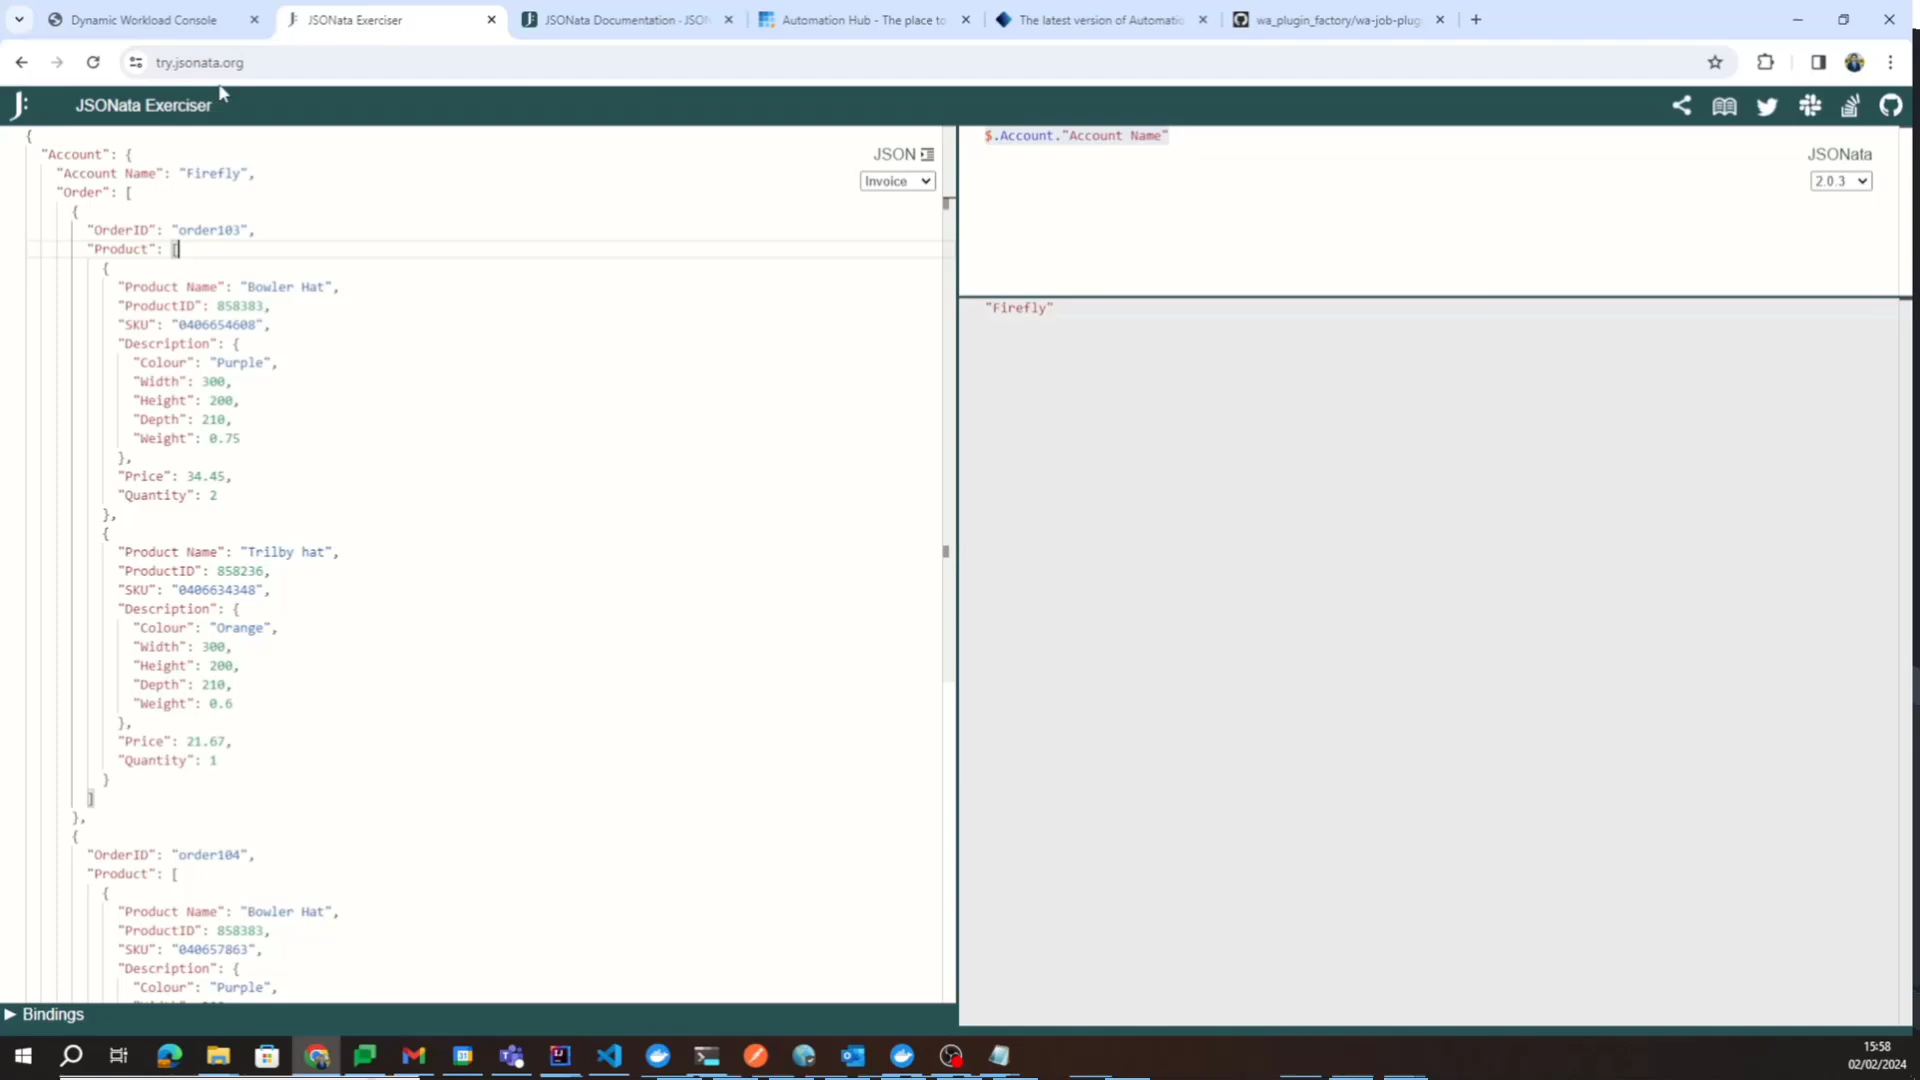 Dynamic Workload Console
JSONata Exerciser
JSONata Documentation · JSON
Automation Hub - The place to
The latest version of Automatic
wa_plugin_factory/wa-job-plug
try.jsonata.org
JSONata Exerciser
{
"Account": {
"Account Name": "Firefly",
"Order": [
{
"OrderID": "order103",
"Product": [
{
"Product Name": "Bowler Hat",
"ProductID": 858383,
"SKU": "0406654608",
"Description": {
"Colour": "Purple",
"Width": 300,
"Height": 200,
"Depth": 210,
"Weight": 0.75
},
"Price": 34.45,
"Quantity": 2
},
{
"Product Name": "Trilby hat",
"ProductID": 858236,
"SKU": "0406634348",
"Description": {
"Colour": "Orange",
"Width": 300,
"Height": 200,
"Depth": 210,
"Weight": 0.6
},
"Price": 21.67,
"Quantity": 1
}
]
},
{
"OrderID": "order104",
"Product": [
{
"Product Name": "Bowler Hat",
"ProductID": 858383,
"SKU": "040657863",
"Description": {
"Colour": "Purple",
JSON
Invoice
$.Account."Account Name"
JSONata
2.0.3
"Firefly"
Bindings
15:58
02/02/2024